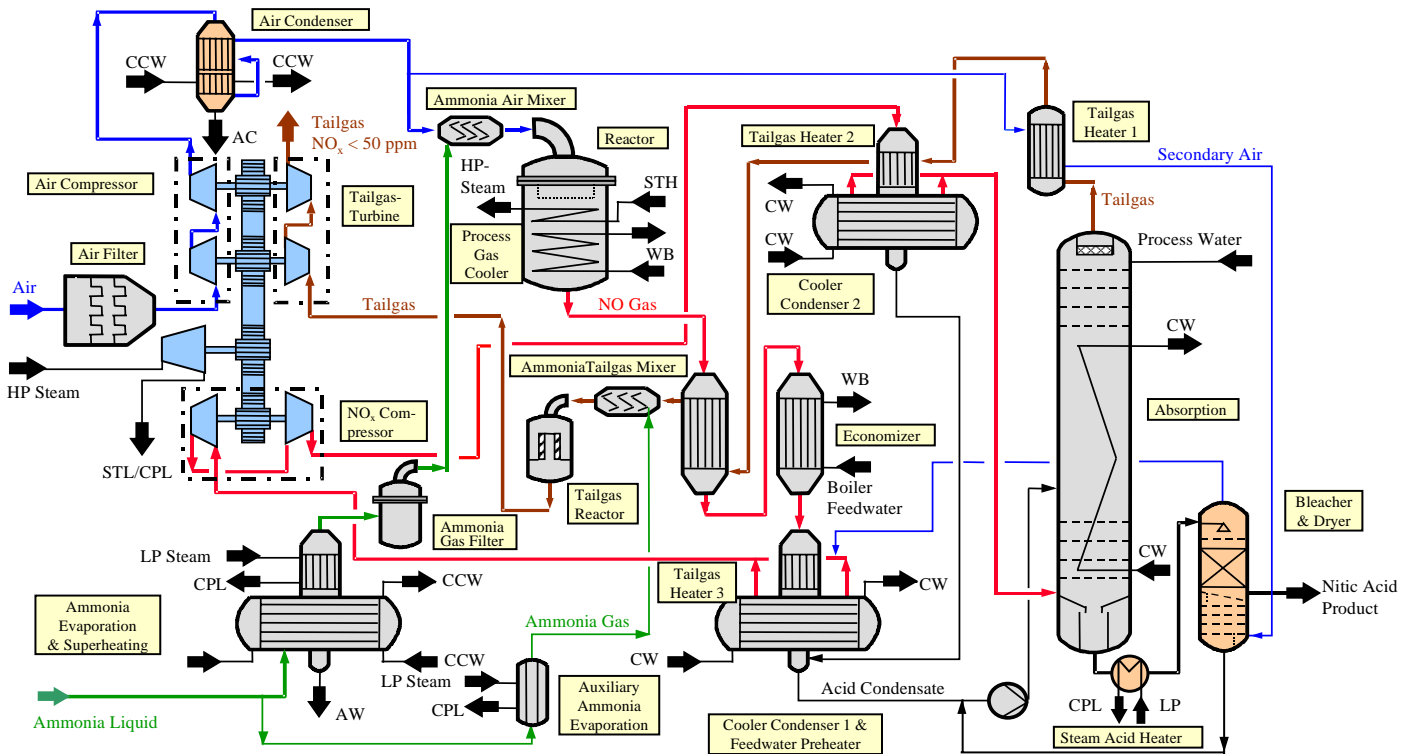 Air Condenser
CCW
CCW
AC
Tailgas
NOx < 50 ppm
Air Compressor
Tailgas-
Turbine
Air Filter
Air
HP Steam
STL/CPL
NOx Com-
pressor
Ammonia Air Mixer
Reactor
HP-
Steam
STH
Process
Gas
Cooler
WB
NO Gas
Tailgas
AmmoniaTailgas Mixer
Tailgas
Reactor
Ammonia
Gas Filter
Tailgas
Heater 2
CW
CW
Cooler
Condenser 2
Tailgas
Heater 1
Secondary Air
Tailgas
Process Water
CW
Absorption
CW
WB
Economizer
Boiler
Feedwater
Bleacher
& Dryer
Nitic Acid
Product
LP Steam
CPL
CCW
Ammonia
Evaporation
& Superheating
CCW
AW
Ammonia Liquid
Ammonia Gas
LP Steam
CPL
Auxiliary
Ammonia
Evaporation
Tailgas
Heater 3
CW
CW
Acid Condensate
Cooler Condenser 1 &
Feedwater Preheater
CPL
LP
Steam Acid Heater